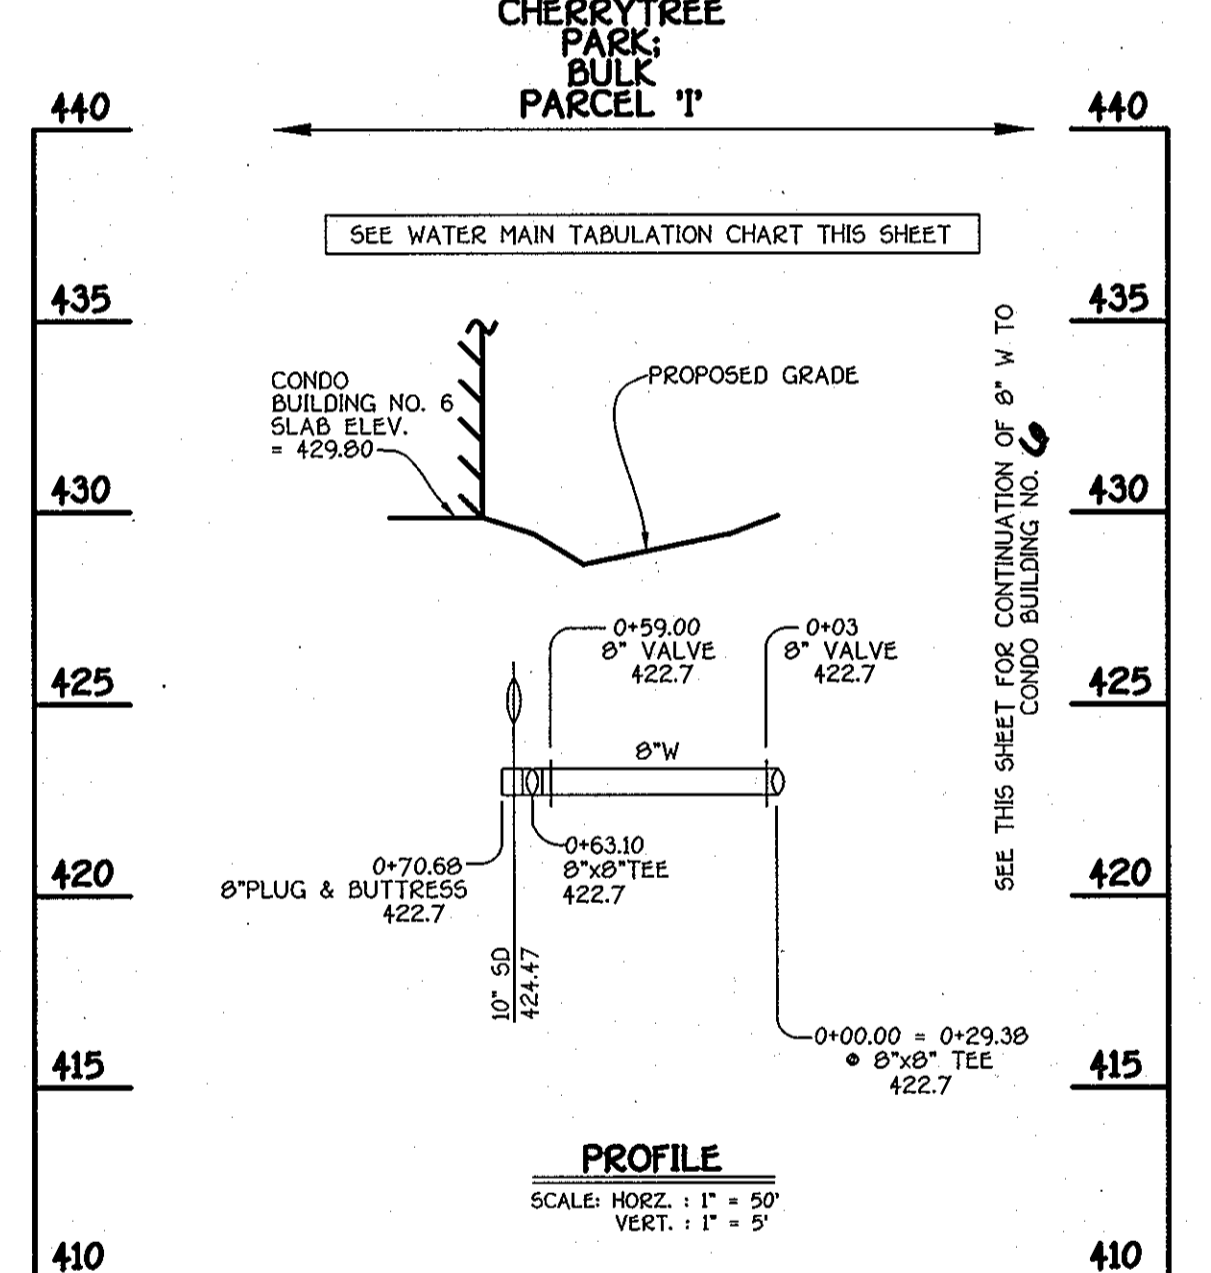 CHERRYTREE
PARK;
BULK
PARCEL 'I'
440
440
SEE WATER MAIN TABULATION CHART THIS SHEET
435
435
CONDO
BUILDING NO. 6
SLAB ELEV.
= 429.80
PROPOSED GRADE
SEE THIS SHEET FOR CONTINUATION OF 8" W TO
CONDO BUILDING NO. 6
430
430
0+59.00
8" VALVE
422.7
0+03
8" VALVE
422.7
425
425
8"W
0+70.68
8"PLUG & BUTTRESS
422.7
0+63.10
8"x8"TEE
422.7
420
420
10" SD
424.47
0+00.00 = 0+29.38
8"x8" TEE
422.7
415
415
PROFILE
SCALE: HORZ. : 1" = 50'
VERT. : 1" = 5'
410
410